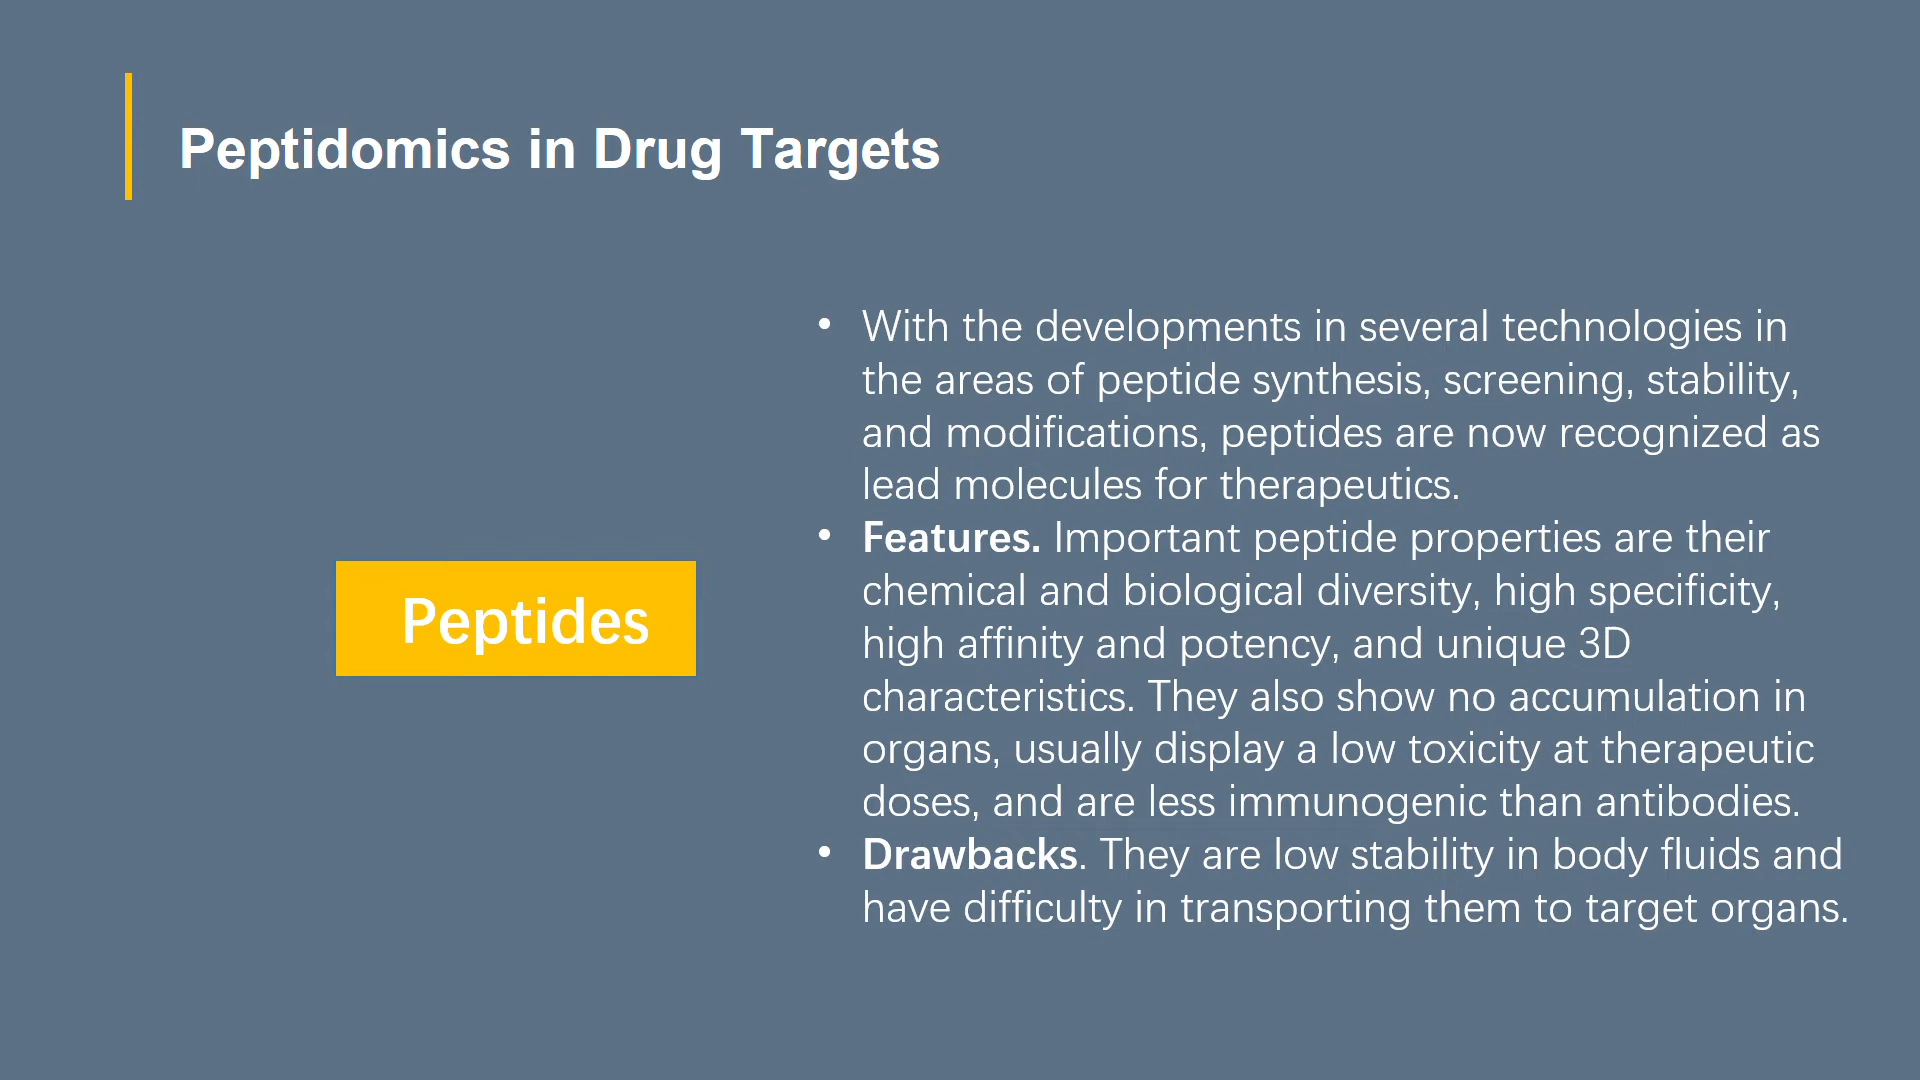 Peptidomics in Drug Targets
Peptides
• With the developments in several technologies in
the areas of peptide synthesis, screening, stability,
and modifications, peptides are now recognized as
lead molecules for therapeutics.
• Features. Important peptide properties are their
chemical and biological diversity, high specificity,
high affinity and potency, and unique 3D
characteristics. They also show no accumulation in
organs, usually display a low toxicity at therapeutic
doses, and are less immunogenic than antibodies.
• Drawbacks. They are low stability in body fluids and
have difficulty in transporting them to target organs.